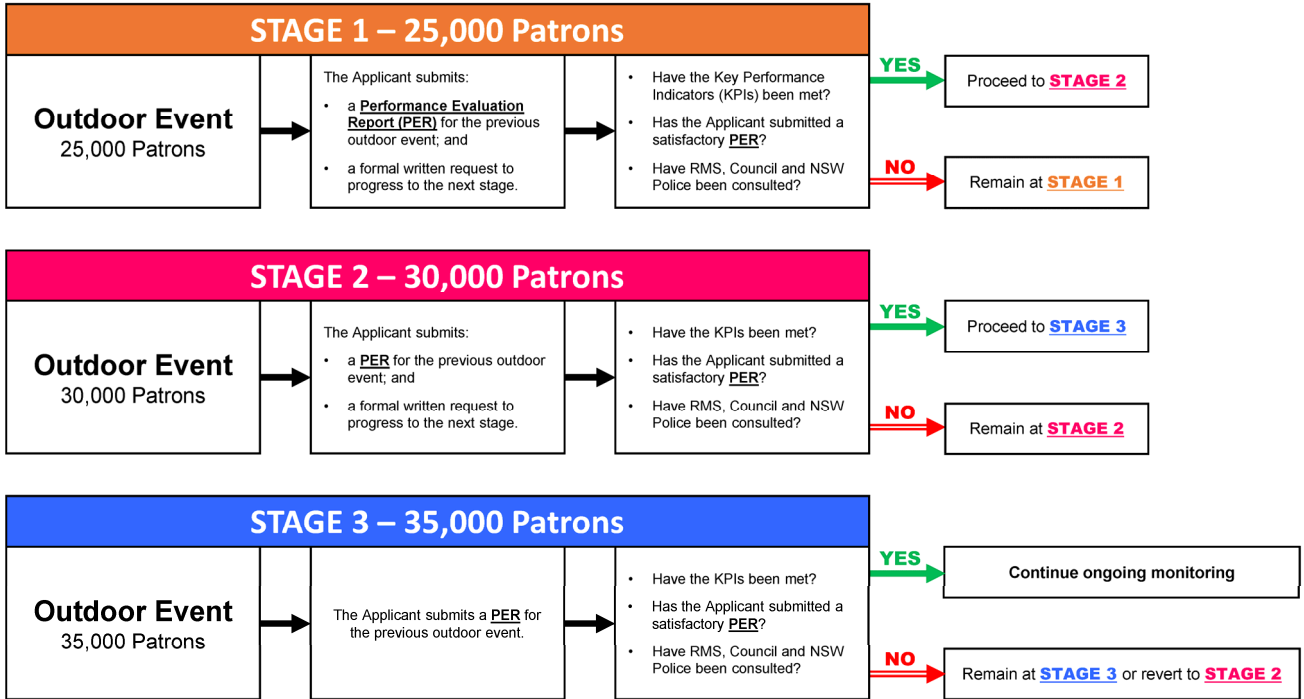 STAGE 1 – 25,000 Patrons
Outdoor Event
25,000 Patrons
The Applicant submits:
• a Performance Evaluation
Report (PER) for the previous
outdoor event; and
• a formal written request to
progress to the next stage.
• Have the Key Performance
Indicators (KPIs) been met?
• Has the Applicant submitted a
satisfactory PER?
• Have RMS, Council and NSW
Police been consulted?
YES
Proceed to STAGE 2
NO
Remain at STAGE 1
STAGE 2 – 30,000 Patrons
Outdoor Event
30,000 Patrons
The Applicant submits:
• a PER for the previous outdoor
event; and
• a formal written request to
progress to the next stage.
• Have the KPIs been met?
• Has the Applicant submitted a
satisfactory PER?
• Have RMS, Council and NSW
Police been consulted?
YES
Proceed to STAGE 3
NO
Remain at STAGE 2
STAGE 3 – 35,000 Patrons
Outdoor Event
35,000 Patrons
The Applicant submits a PER for
the previous outdoor event.
• Have the KPIs been met?
• Has the Applicant submitted a
satisfactory PER?
• Have RMS, Council and NSW
Police been consulted?
YES
Continue ongoing monitoring
NO
Remain at STAGE 3 or revert to STAGE 2